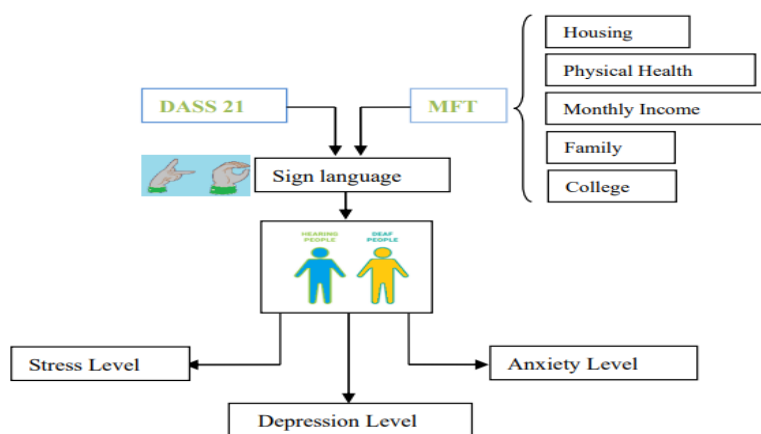 Housing
Physical Health
DASS 21
MFT
Monthly Income
Family
Sign language
College
HEARING
PEOPLE
DEAF
PEOPLE
Stress Level
Anxiety Level
Depression Level